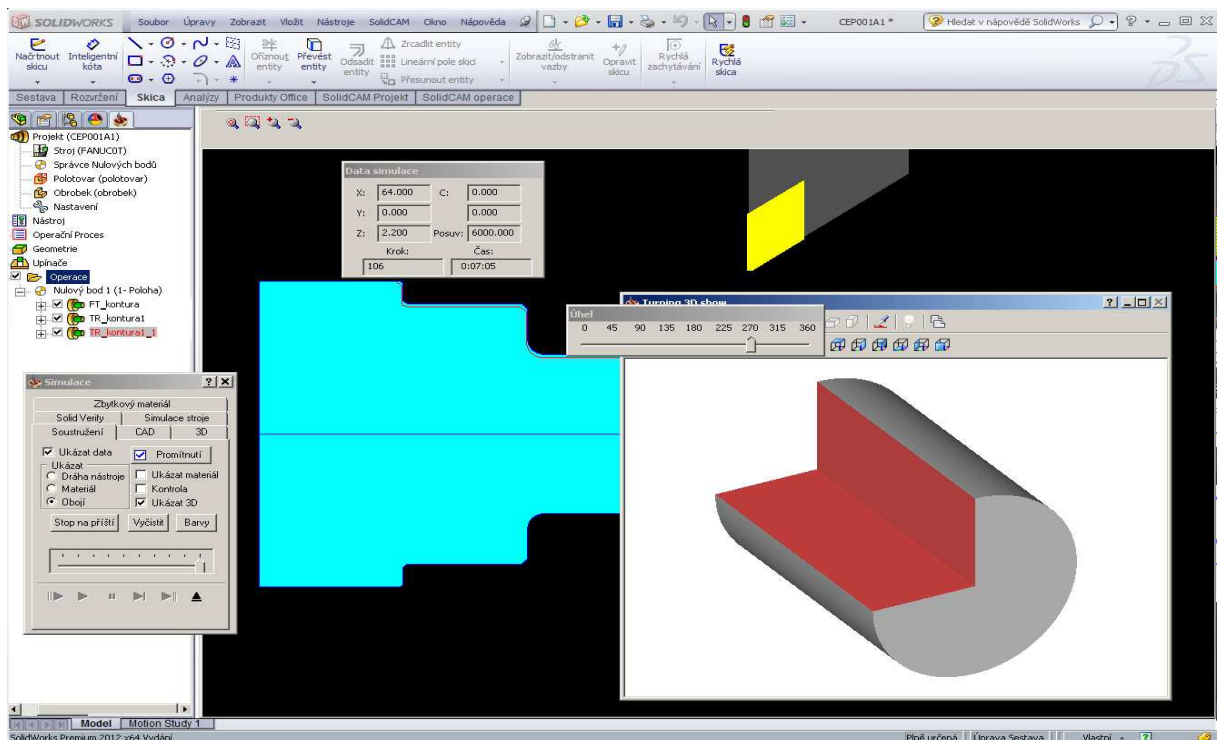 SOLIDWORKS Soubor Úpravy Zobrazit Vložit Nástroje SolidCAM Okno Nápověda CEP001A1 * Hledat v nápovědě SolidWorks
Načrtnout skicu
Inteligentní kóta
Oříznout entity
Převést entity
Odsadit entity
Zrcadlit entity
Lineární pole skici
Přesunout entity
Zobrazit/odstranit vazby
Opravit skicu
Rychlá zachytávání
Rychlá skica
Sestava Rozvržení Skica Analýzy Produkty Office SolidCAM Projekt SolidCAM operace
Projekt (CEP001A1)
Stroj (FANUC0T)
Správce Nulových bodů
Polotovar (polotovar)
Obrobek (obrobek)
Nastavení
Nástroj
Operační Proces
Geometrie
Upínače
Operace
Nulový bod 1 (1- Poloha)
FT_kontura
TR_kontura1
TR_kontura1_1
Data simulace
X: 64.000 C: 0.000
Y: 0.000 0.000
Z: 2.200 Posuv: 6000.000
Krok: Čas:
106 0:07:05
Turning 3D show
Úhel
0 45 90 135 180 225 270 315 360
Simulace
Zbytkový materiál
Solid Verify Simulace stroje
Soustružení CAD 3D
Ukázat data Promítnutí
Ukázat
Dráha nástroje Ukázat materiál
Materiál Kontrola
Obojí Ukázat 3D
Stop na příští Vyčistit Barvy
Model Motion Study 1
SolidWorks Premium 2012 x64 Vydání Plně určená Úprava Sestava Vlastní